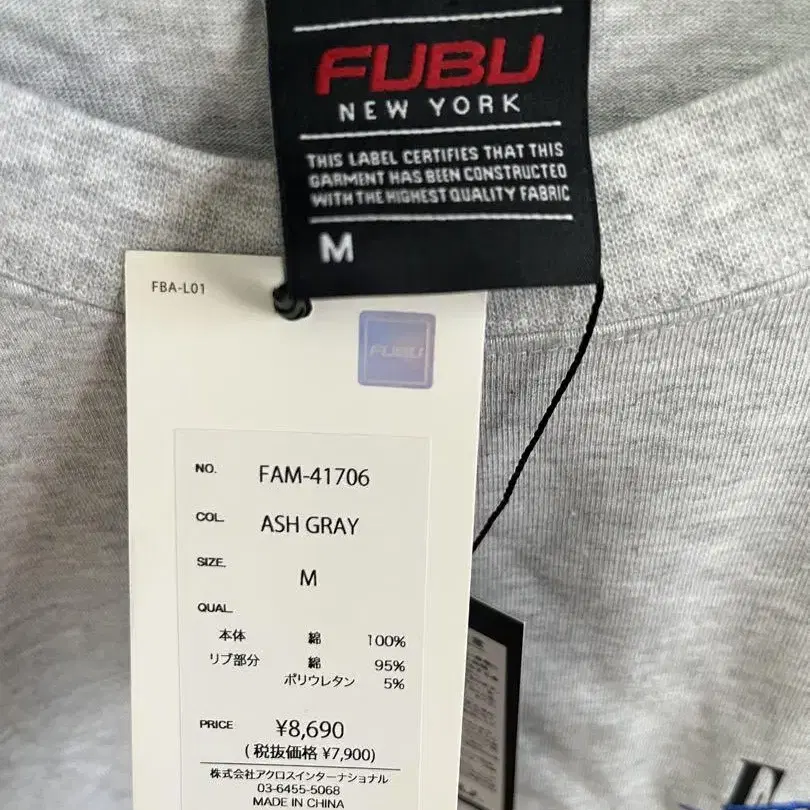 FUBU
NEW YORK
THIS LABEL CERTIFIES THAT THIS
GARMENT HAS BEEN CONSTRUCTED
WITH THE HIGHEST QUALITY FABRIC
M
FBA-L01
FUBU
NO. FAM-41706
COL. ASH GRAY
SIZE. M
QUAL.
本体 綿 100%
リブ部分 綿 95%
ポリウレタン 5%
PRICE ¥8,690
(税抜価格 ¥7,900)
株式会社アクロスインターナショナル
03-6455-5068
MADE IN CHINA